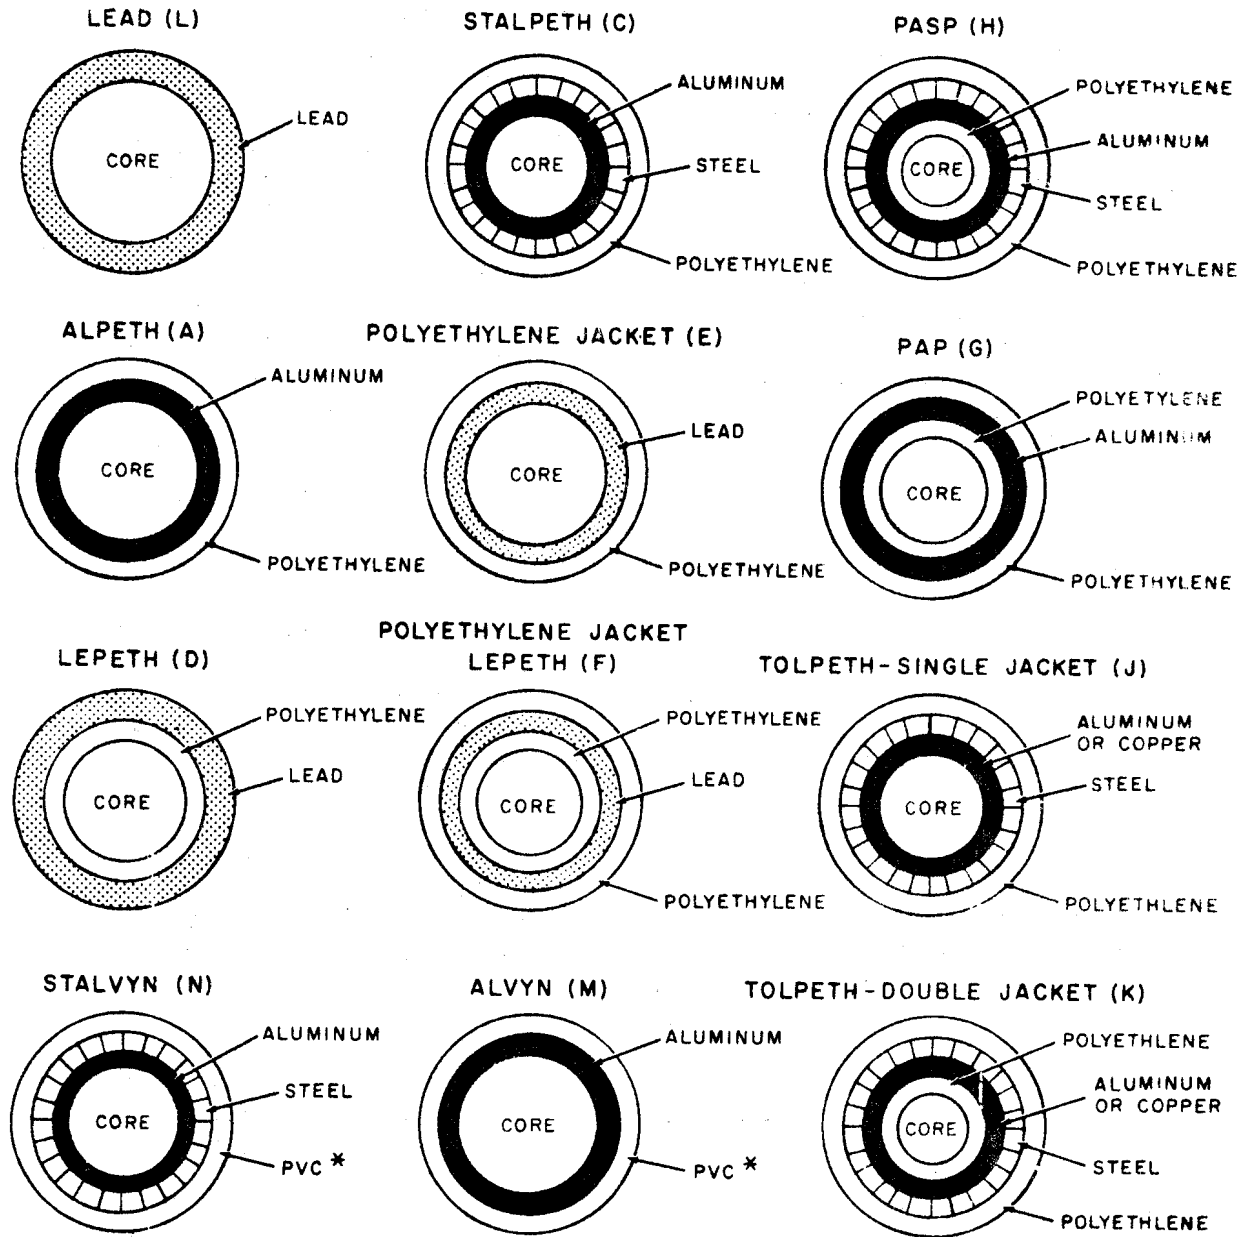 LEAD (L)
LEAD
CORE
STALPETH (C)
ALUMINUM
STEEL
CORE
POLYETHYLENE
PASP (H)
POLYETHYLENE
ALUMINUM
CORE
STEEL
POLYETHYLENE
ALPETH (A)
ALUMINUM
CORE
POLYETHYLENE
POLYETHYLENE JACKET (E)
LEAD
CORE
POLYETHYLENE
PAP (G)
POLYETYLENE
ALUMINUM
CORE
POLYETHYLENE
LEPETH (D)
POLYETHYLENE
LEAD
CORE
POLYETHYLENE JACKET
LEPETH (F)
POLYETHYLENE
LEAD
CORE
POLYETHYLENE
TOLPETH-SINGLE JACKET (J)
ALUMINUM
OR COPPER
STEEL
CORE
POLYETHLENE
STALVYN (N)
ALUMINUM
STEEL
CORE
PVC *
ALVYN (M)
ALUMINUM
CORE
PVC *
TOLPETH-DOUBLE JACKET (K)
POLYETHLENE
ALUMINUM
OR COPPER
CORE
STEEL
POLYETHLENE